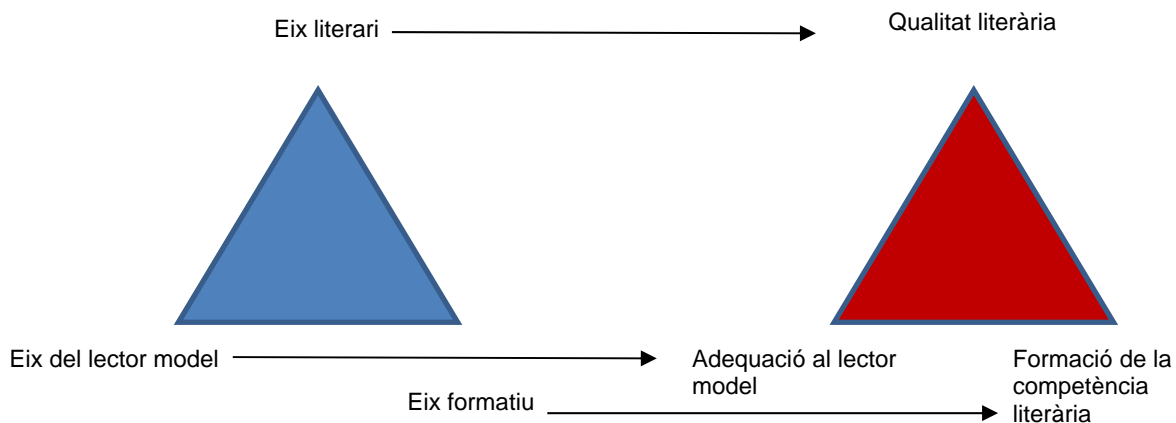 Eix literari
Qualitat literària
Eix del lector model
Adequació al lector
model
Formació de la
competència
literària
Eix formatiu